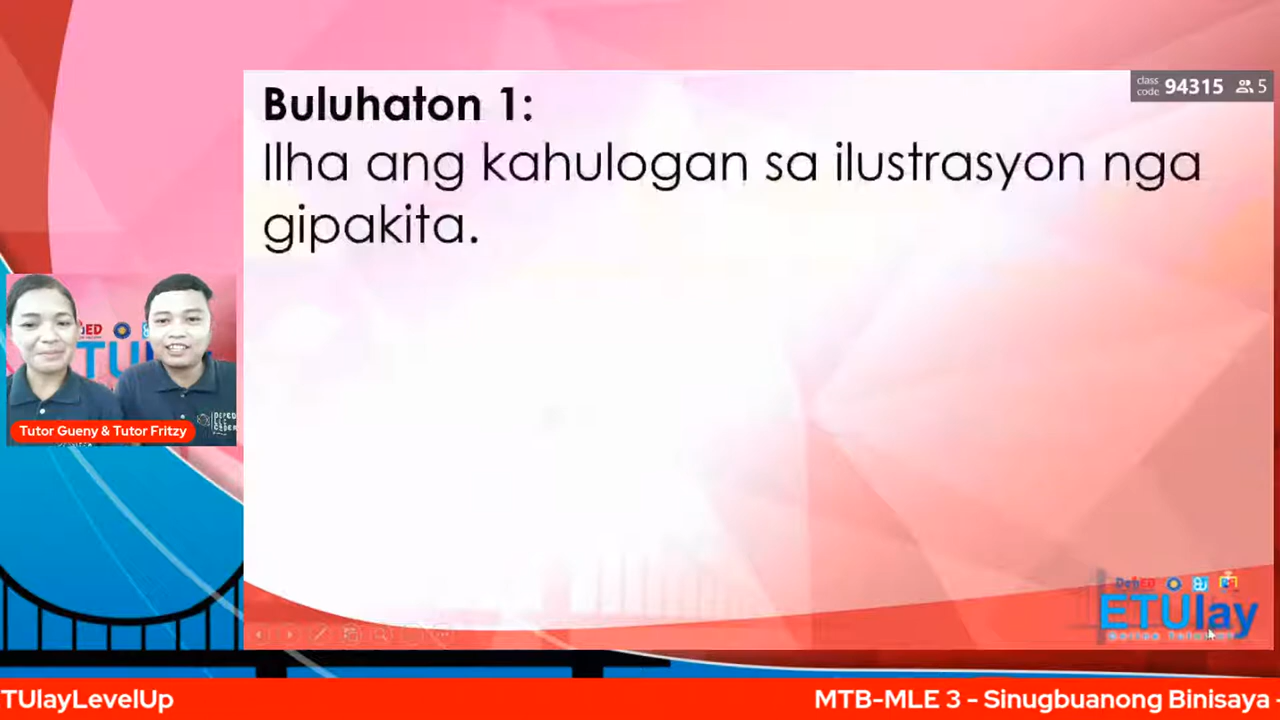 class code 94315 5
Buluhaton 1:
Ilha ang kahulogan sa ilustrasyon nga
gipakita.
Tutor Gueny & Tutor Fritzy
DepED
ETUlay
TUlayLevelUp
MTB-MLE 3 - Sinugbuanong Binisaya -